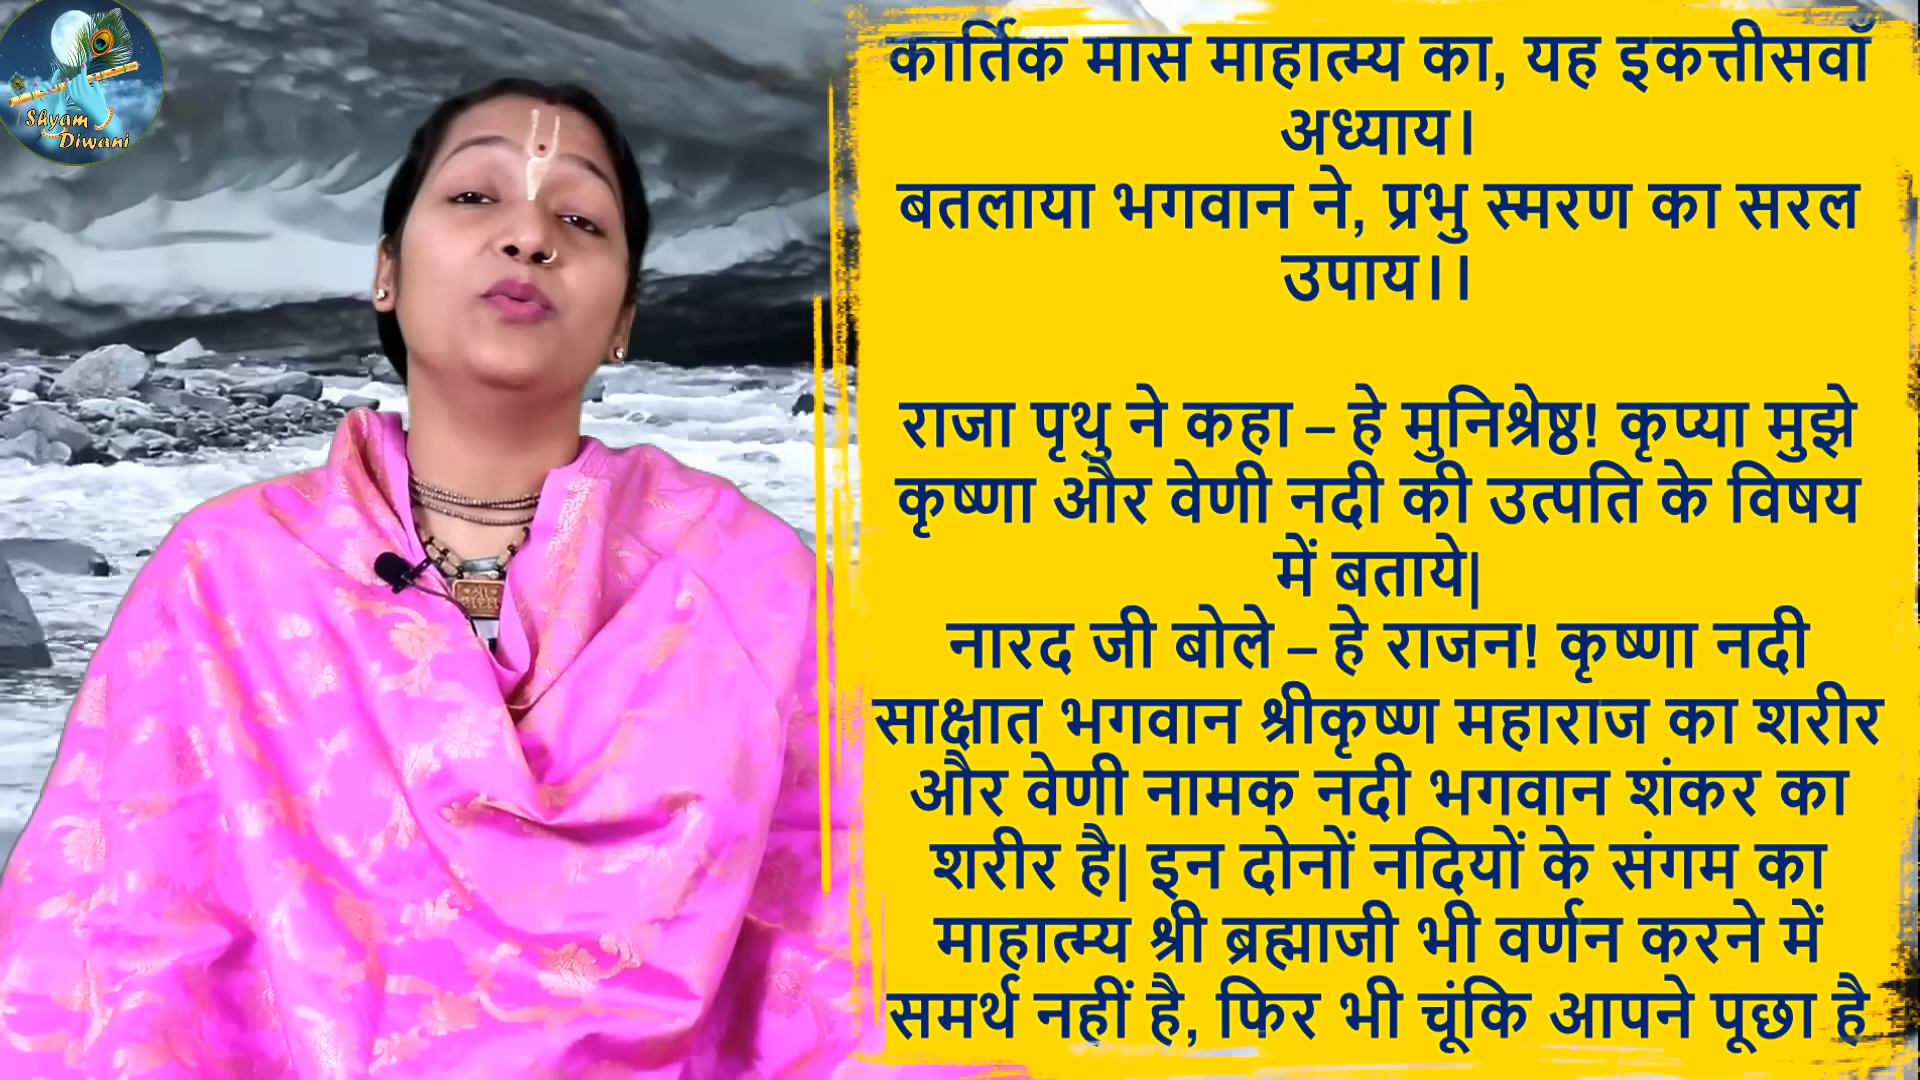 Shyam
Diwani
कार्तिक मास माहात्म्य का, यह इकत्तीसवाँ
अध्याय।
बतलाया भगवान ने, प्रभु स्मरण का सरल
उपाय।।
राजा पृथु ने कहा – हे मुनिश्रेष्ठ! कृप्या मुझे
कृष्णा और वेणी नदी की उत्पति के विषय
में बताये|
नारद जी बोले – हे राजन! कृष्णा नदी
साक्षात भगवान श्रीकृष्ण महाराज का शरीर
और वेणी नामक नदी भगवान शंकर का
शरीर है| इन दोनों नदियों के संगम का
माहात्म्य श्री ब्रह्माजी भी वर्णन करने में
समर्थ नहीं है, फिर भी चूंकि आपने पूछा है